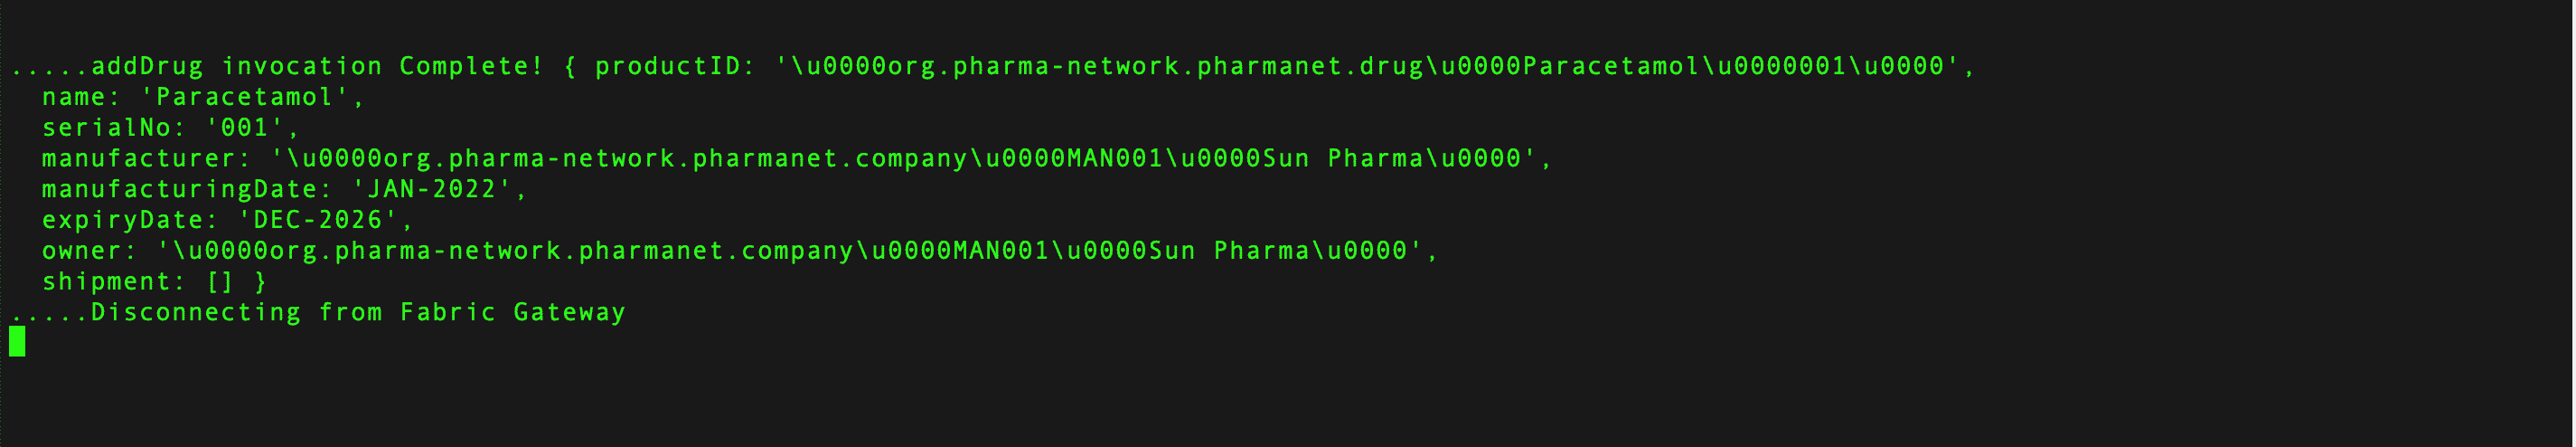 .....addDrug invocation Complete! { productID: '\u0000org.pharma-network.pharmanet.drug\u0000Paracetamol\u0000001\u0000',
name: 'Paracetamol',
serialNo: '001',
manufacturer: '\u0000org.pharma-network.pharmanet.company\u0000MAN001\u0000Sun Pharma\u0000',
manufacturingDate: 'JAN-2022',
expiryDate: 'DEC-2026',
owner: '\u0000org.pharma-network.pharmanet.company\u0000MAN001\u0000Sun Pharma\u0000',
shipment: [] }
.....Disconnecting from Fabric Gateway